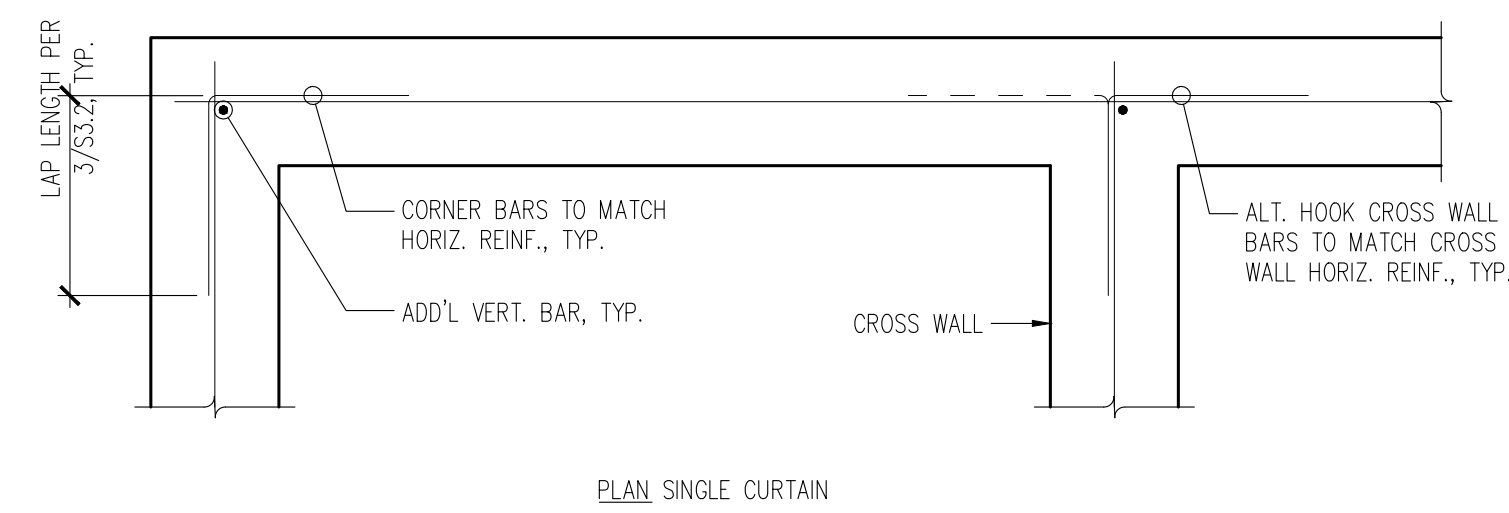 LAP LENGTH PER
3/S3.2, TYP.
CORNER BARS TO MATCH
HORIZ. REINF., TYP.
ADD'L VERT. BAR, TYP.
CROSS WALL
ALT. HOOK CROSS WALL
BARS TO MATCH CROSS
WALL HORIZ. REINF., TYP.
PLAN SINGLE CURTAIN